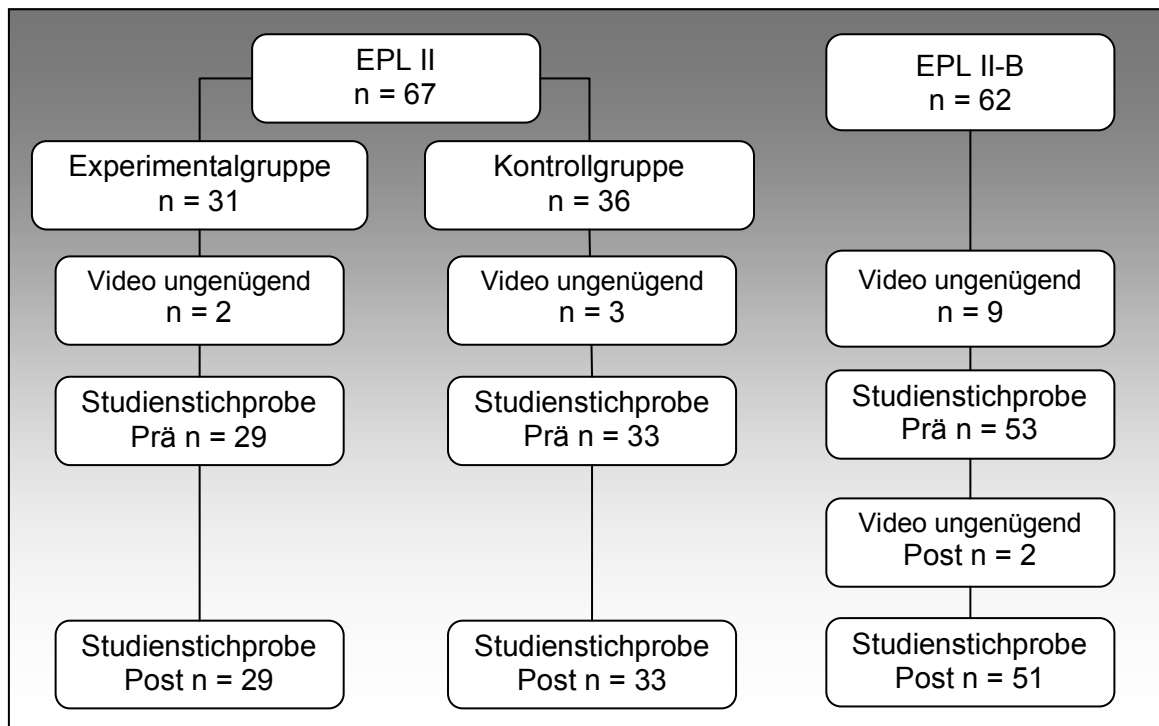 EPL II
n = 67
EPL II-B
n = 62
Experimentalgruppe
n = 31
Kontrollgruppe
n = 36
Video ungenügend
n = 2
Video ungenügend
n = 3
Video ungenügend
n = 9
Studienstichprobe
Prä n = 29
Studienstichprobe
Prä n = 33
Studienstichprobe
Prä n = 53
Video ungenügend
Post n = 2
Studienstichprobe
Post n = 29
Studienstichprobe
Post n = 33
Studienstichprobe
Post n = 51